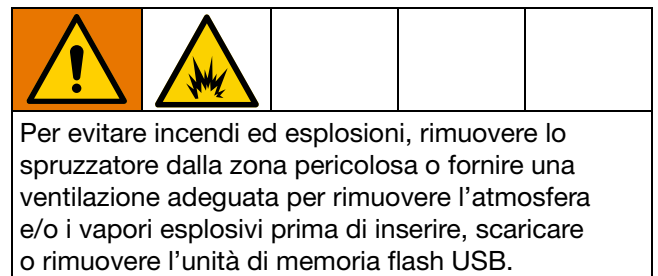 Per evitare incendi ed esplosioni, rimuovere lo
spruzzatore dalla zona pericolosa o fornire una
ventilazione adeguata per rimuovere l’atmosfera
e/o i vapori esplosivi prima di inserire, scaricare
o rimuovere l’unità di memoria flash USB.